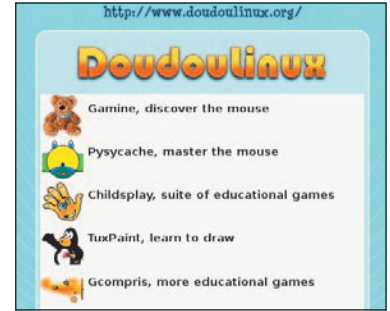 http://www.doudoulinux.org/
Doudoulinux
Gamine, discover the mouse
Pysycache, master the mouse
Childsplay, suite of educational games
TuxPaint, learn to draw
Gcompris, more educational games